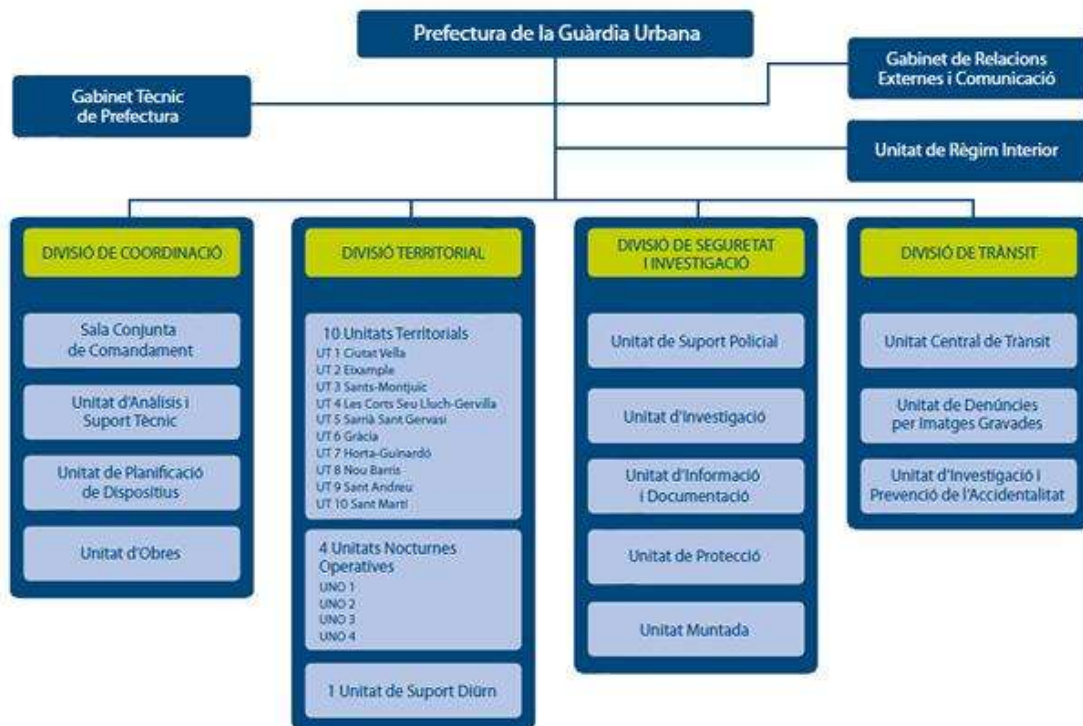 Prefectura de la Guàrdia Urbana
Gabinet de Relacions
Externes i Comunicació
Gabinet Tècnic
de Prefectura
Unitat de Règim Interior
DIVISIÓ DE COORDINACIÓ
Sala Conjunta
de Comandament
Unitat d'Anàlisis i
Suport Tècnic
Unitat de Planificació
de Dispositius
Unitat d'Obres
DIVISIÓ TERRITORIAL
10 Unitats Territorials
UT 1 Ciutat Vella
UT 2 Eixample
UT 3 Sants-Montjuic
UT 4 Les Corts Seu Lluch-Gervilla
UT 5 Sarrià Sant Gervasi
UT 6 Gràcia
UT 7 Horta-Guinardó
UT 8 Nou Barris
UT 9 Sant Andreu
UT 10 Sant Martí
4 Unitats Nocturnes
Operatives
UNO 1
UNO 2
UNO 3
UNO 4
1 Unitat de Suport Diürn
DIVISIÓ DE SEGURETAT
I INVESTIGACIÓ
Unitat de Suport Policial
Unitat d'Investigació
Unitat d'Informació
i Documentació
Unitat de Protecció
Unitat Muntada
DIVISIÓ DE TRÀNSIT
Unitat Central de Trànsit
Unitat de Denúncies
per Imatges Gravades
Unitat d'Investigació i
Prevenció de l'Accidentalitat